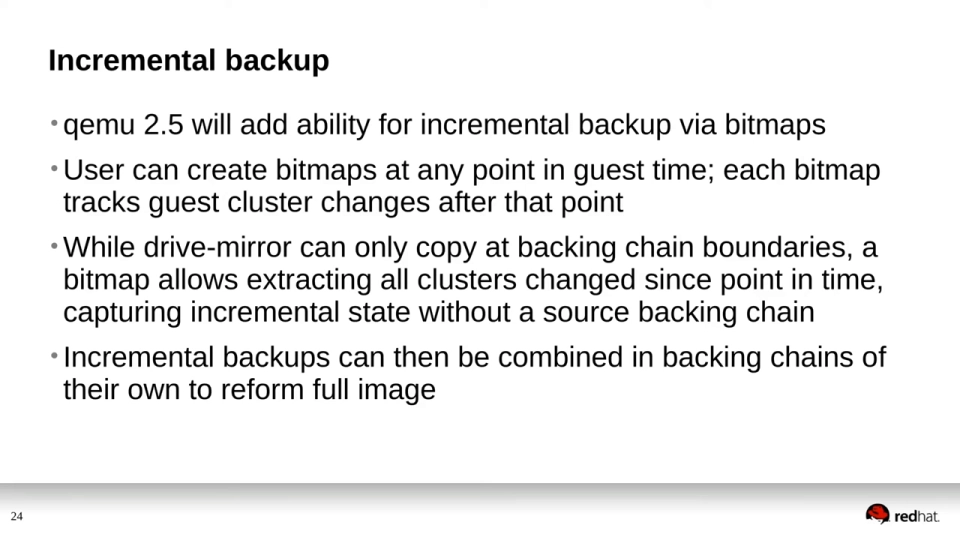 Incremental backup
• qemu 2.5 will add ability for incremental backup via bitmaps
• User can create bitmaps at any point in guest time; each bitmap
tracks guest cluster changes after that point
• While drive-mirror can only copy at backing chain boundaries, a
bitmap allows extracting all clusters changed since point in time,
capturing incremental state without a source backing chain
• Incremental backups can then be combined in backing chains of
their own to reform full image
24
redhat.